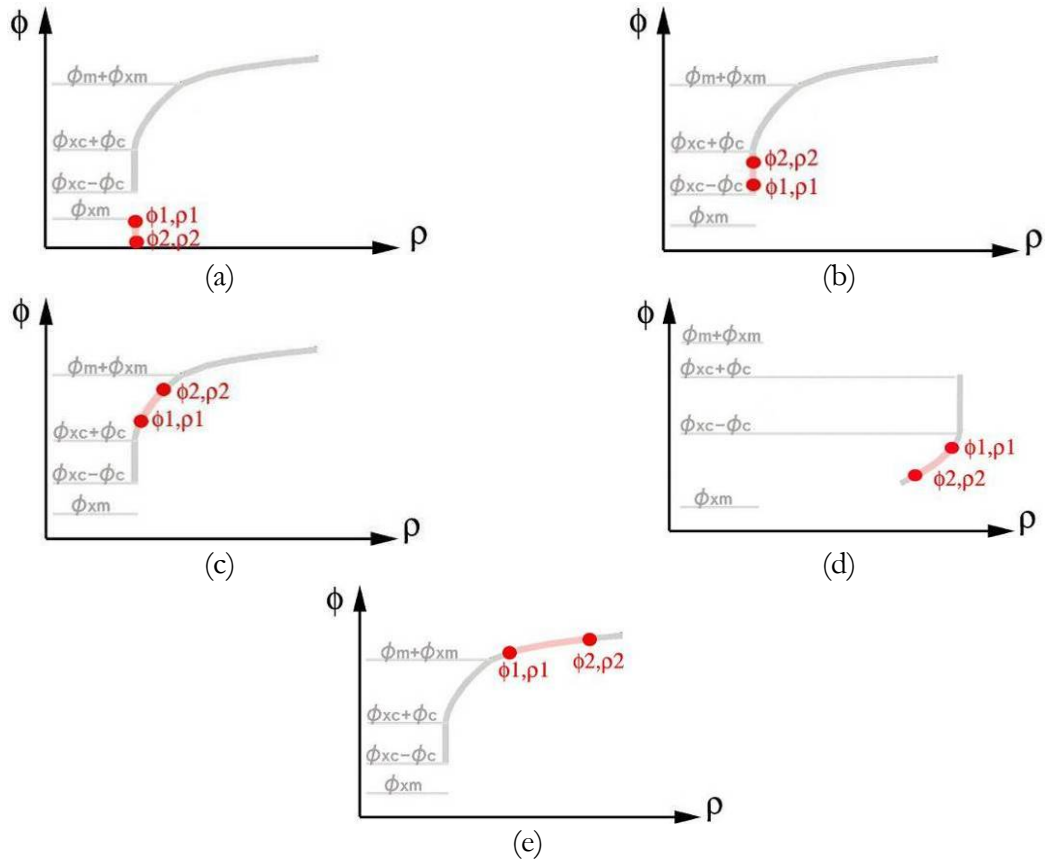 ϕ
ϕm+ϕxm
ϕxc+ϕc
ϕxc−ϕc
ϕxm
ϕ1,ρ1
ϕ2,ρ2
ρ
(a)
ϕ
ϕm+ϕxm
ϕxc+ϕc
ϕ2,ρ2
ϕxc−ϕc
ϕ1,ρ1
ϕxm
ρ
(b)
ϕ
ϕm+ϕxm
ϕ2,ρ2
ϕ1,ρ1
ϕxc+ϕc
ϕxc−ϕc
ϕxm
ρ
(c)
ϕ
ϕm+ϕxm
ϕxc+ϕc
ϕxc−ϕc
ϕ1,ρ1
ϕ2,ρ2
ϕxm
ρ
(d)
ϕ
ϕm+ϕxm
ϕ1,ρ1
ϕ2,ρ2
ϕxc+ϕc
ϕxc−ϕc
ϕxm
ρ
(e)